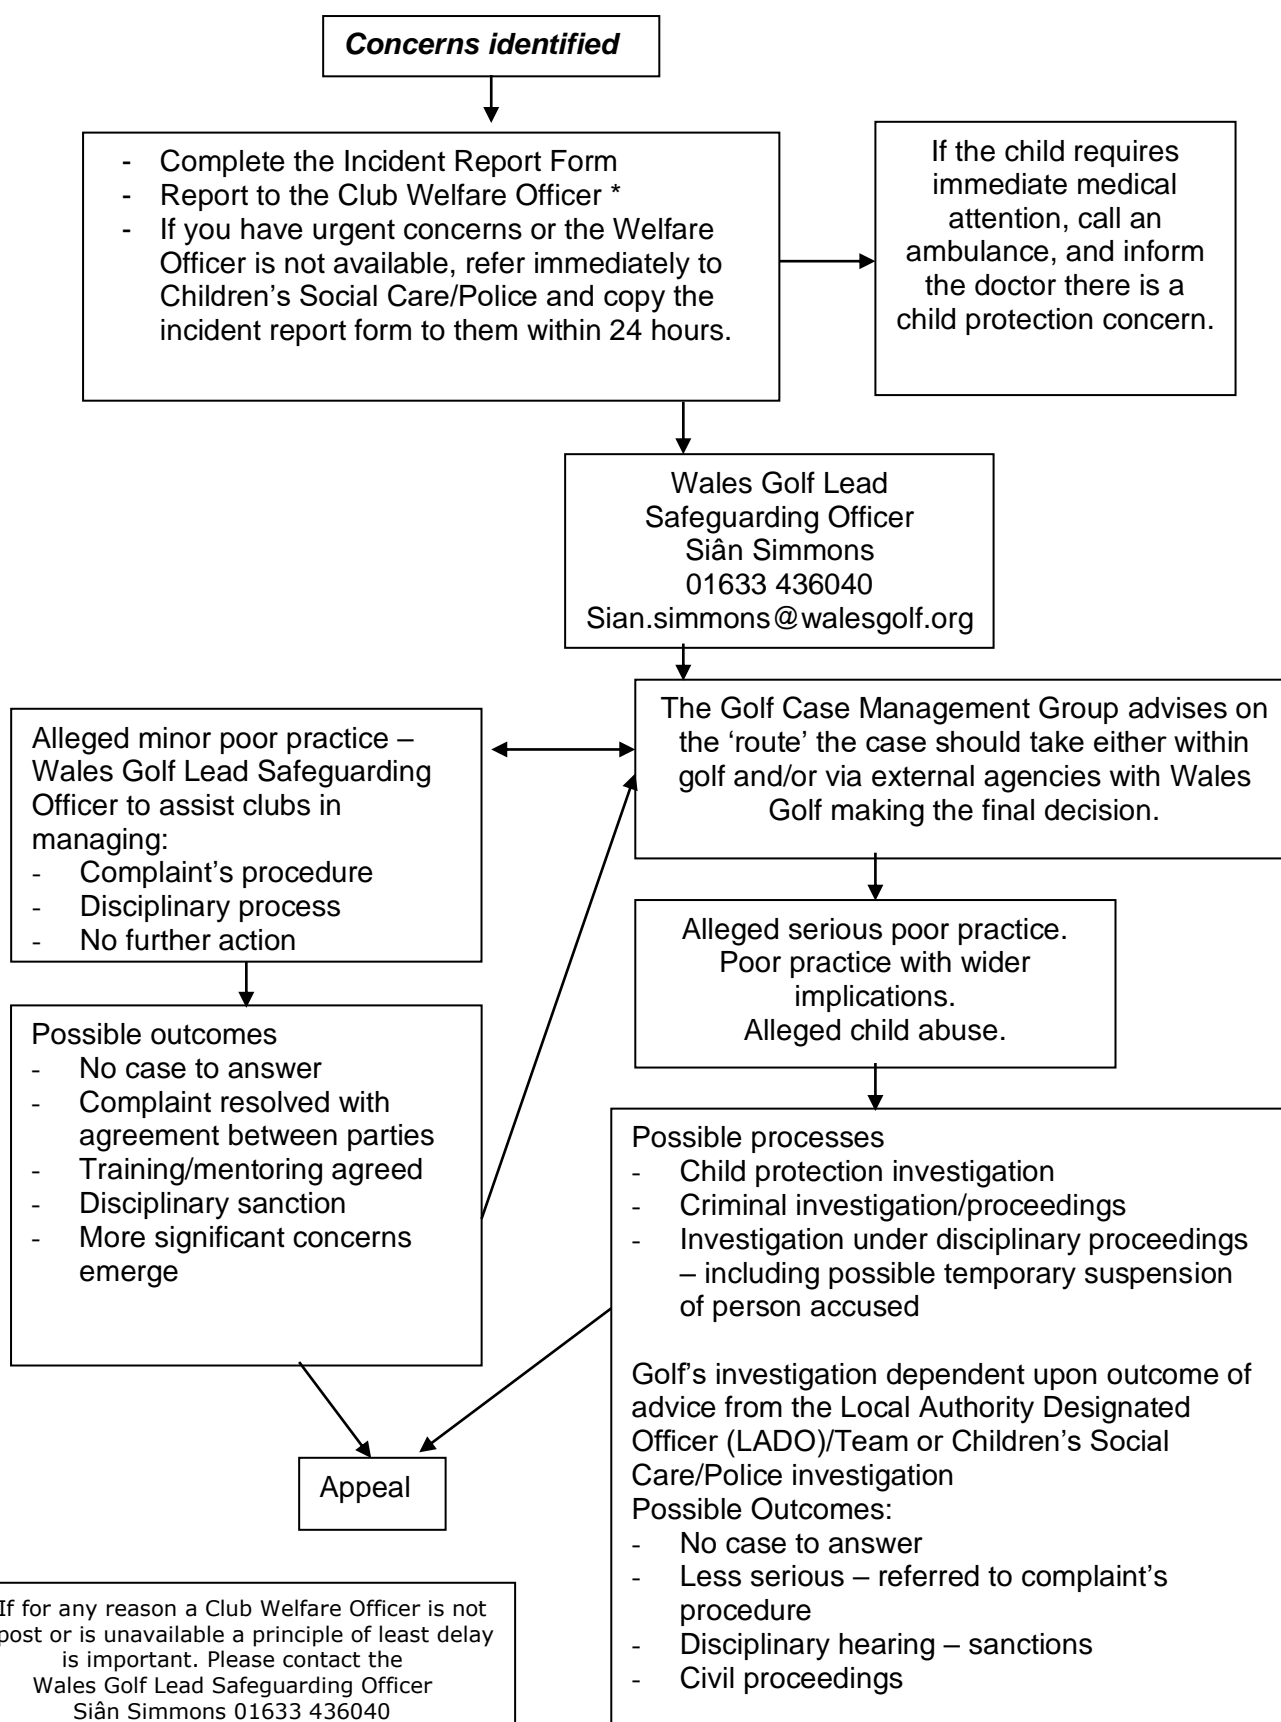 Concerns identified
- Complete the Incident Report Form
- Report to the Club Welfare Officer *
- If you have urgent concerns or the Welfare
Officer is not available, refer immediately to
Children’s Social Care/Police and copy the
incident report form to them within 24 hours.
If the child requires
immediate medical
attention, call an
ambulance, and inform
the doctor there is a
child protection concern.
Wales Golf Lead
Safeguarding Officer
Siân Simmons
01633 436040
Sian.simmons@walesgolf.org
The Golf Case Management Group advises on
the ‘route’ the case should take either within
golf and/or via external agencies with Wales
Golf making the final decision.
Alleged minor poor practice –
Wales Golf Lead Safeguarding
Officer to assist clubs in
managing:
- Complaint’s procedure
- Disciplinary process
- No further action
Alleged serious poor practice.
Poor practice with wider
implications.
Alleged child abuse.
Possible outcomes
- No case to answer
- Complaint resolved with
agreement between parties
- Training/mentoring agreed
- Disciplinary sanction
- More significant concerns
emerge
Possible processes
- Child protection investigation
- Criminal investigation/proceedings
- Investigation under disciplinary proceedings
– including possible temporary suspension
of person accused
Golf’s investigation dependent upon outcome of
advice from the Local Authority Designated
Officer (LADO)/Team or Children’s Social
Care/Police investigation
Possible Outcomes:
- No case to answer
- Less serious – referred to complaint’s
procedure
- Disciplinary hearing – sanctions
- Civil proceedings
Appeal
If for any reason a Club Welfare Officer is not
post or is unavailable a principle of least delay
is important. Please contact the
Wales Golf Lead Safeguarding Officer
Siân Simmons 01633 436040